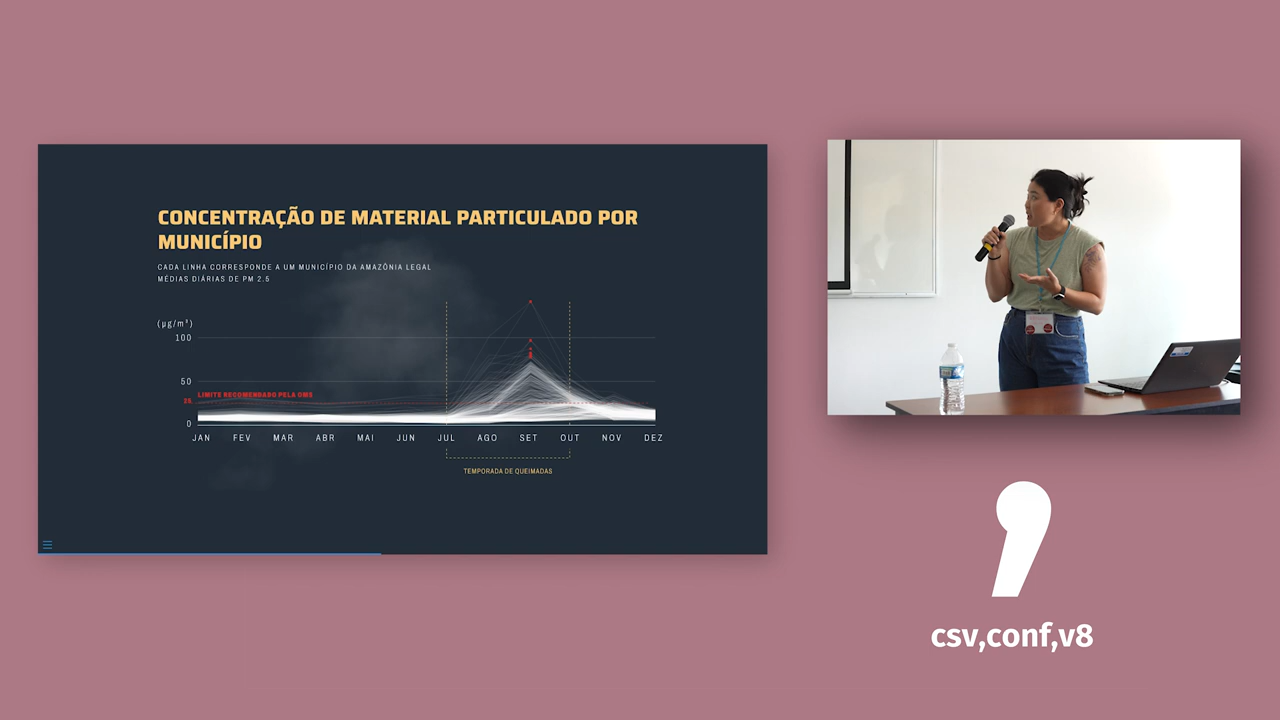 CONCENTRAÇÃO DE MATERIAL PARTICULADO POR
MUNICÍPIO
CADA LINHA CORRESPONDE A UM MUNICÍPIO DA AMAZÔNIA LEGAL
MÉDIAS DIÁRIAS DE PM 2.5
(µg/m³)
100
50
LIMITE RECOMENDADO PELA OMS
25
0
JAN FEV MAR ABR MAI JUN JUL AGO SET OUT NOV DEZ
TEMPORADA DE QUEIMADAS
csv,conf,v8